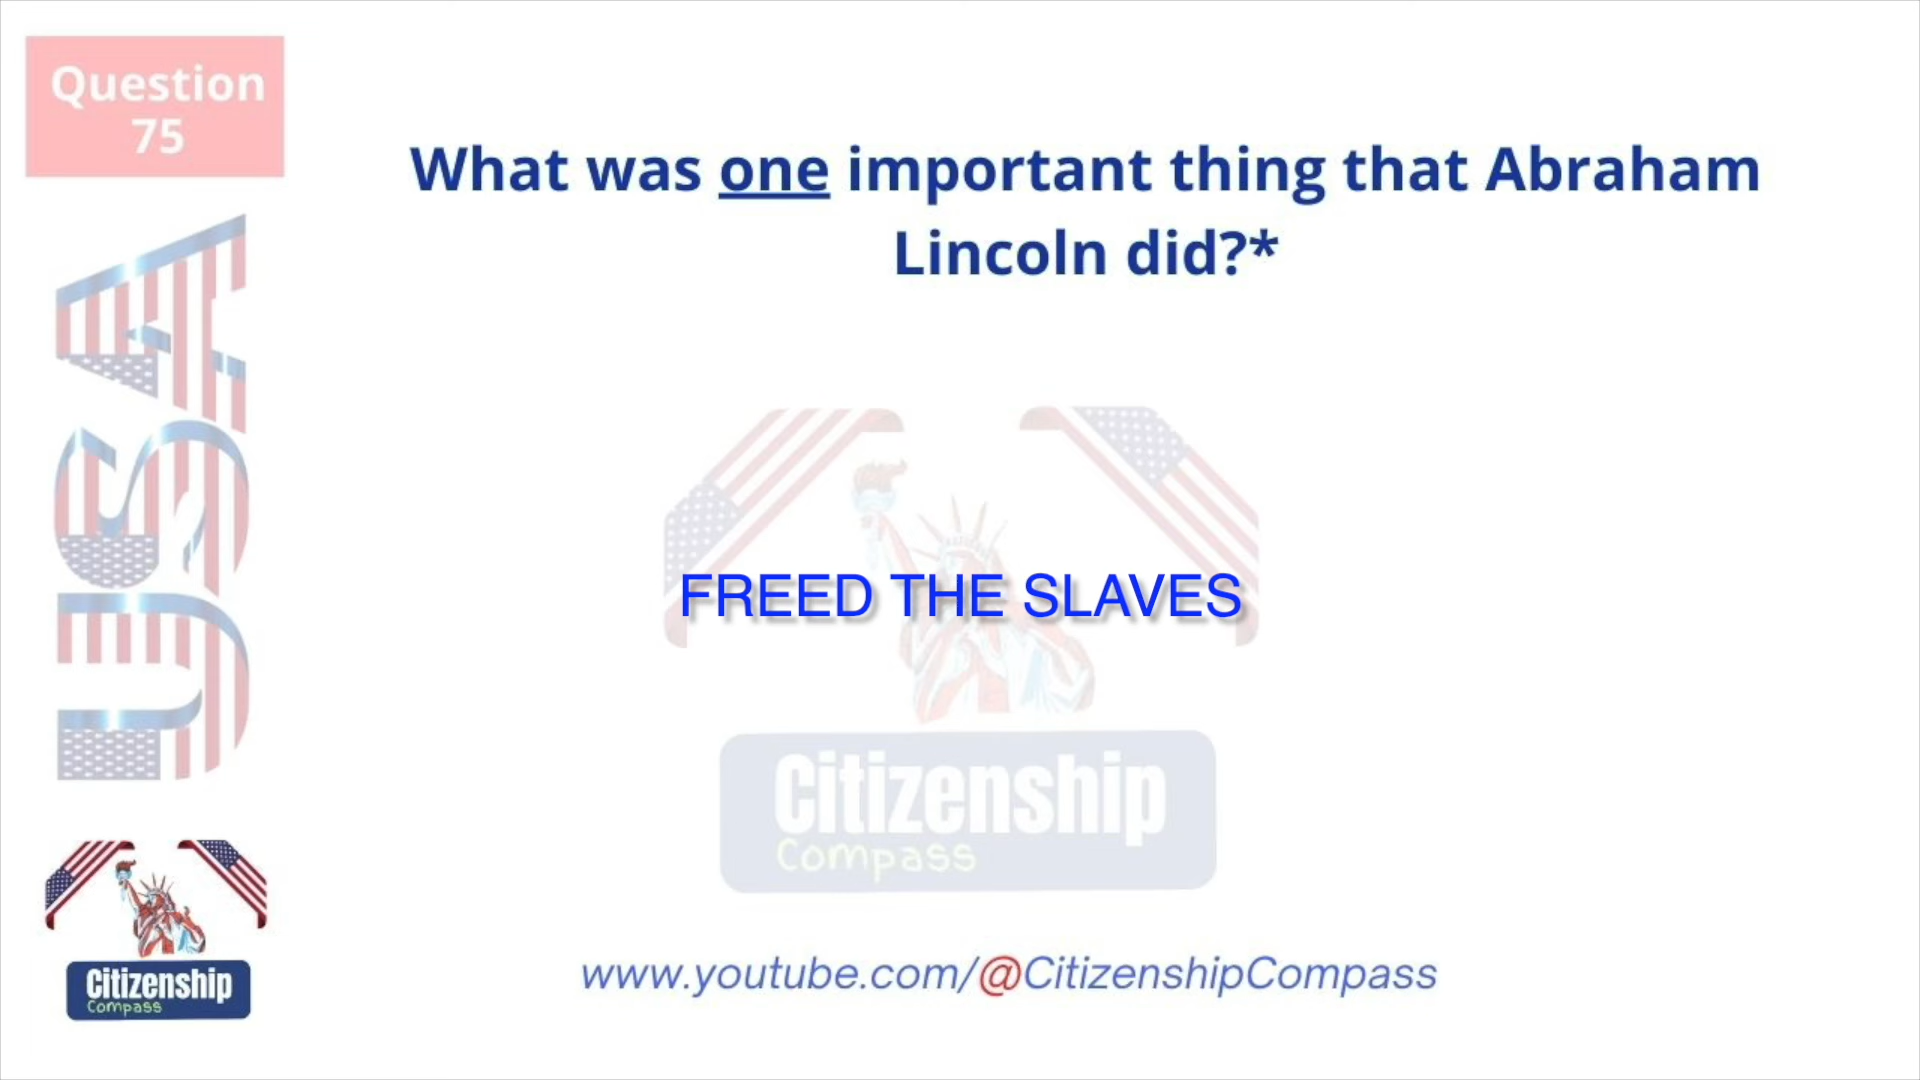 Question
75
What was one important thing that Abraham
Lincoln did?*
USA
FREED THE SLAVES
Citizenship
Compass
Citizenship
Compass
www.youtube.com/@CitizenshipCompass